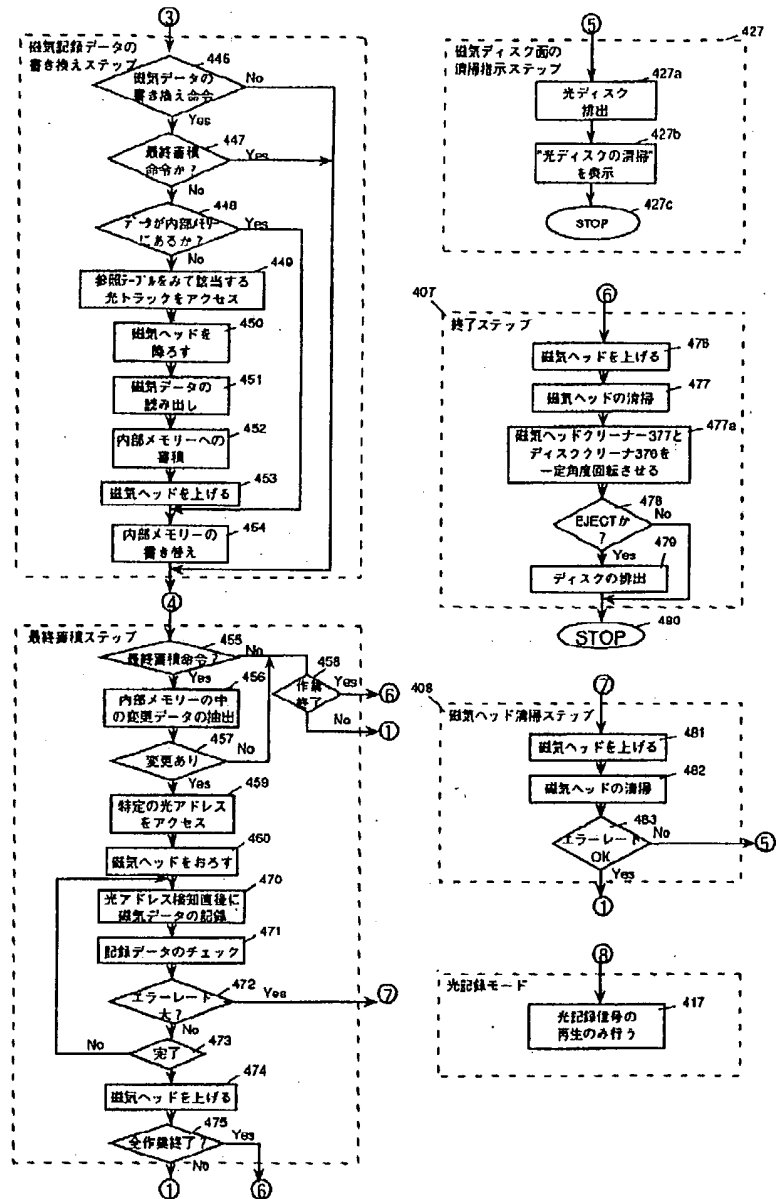 ③
磁気記録データの
書き換えステップ
446
磁気データの
書き換え命令
No
Yes
447
最終蓄積
命令か?
Yes
No
448
データが内部メモリー
にあるか?
Yes
No
449
参照テーブルをみて該当する
光トラックをアクセス
450
磁気ヘッドを
降ろす
451
磁気データの
読み出し
452
内部メモリーへの
蓄積
453
磁気ヘッドを上げる
454
内部メモリーの
書き替え
④
最終蓄積ステップ
455
最終蓄積命令?
No
Yes
456
内部メモリーの中
の変更データの抽出
457
変更あり
No
Yes
458
作業
終了
Yes
⑥
No
①
459
特定の光アドレス
をアクセス
460
磁気ヘッドをおろす
470
光アドレス検知直後に
磁気データの記録
471
記録データのチェック
472
エラーレート
大?
Yes
⑦
No
473
完了
No
474
磁気ヘッドを上げる
475
全作業終了?
Yes
No
①
⑥
⑤
427
磁気ディスク面の
清掃指示ステップ
427a
光ディスク
排出
427b
"光ディスクの清掃"
を表示
STOP
427c
⑥
407
終了ステップ
476
磁気ヘッドを上げる
477
磁気ヘッドの清掃
477a
磁気ヘッドクリーナー377と
ディスククリーナ376を
一定角度回転させる
478
EJECTか
?
No
Yes
479
ディスクの排出
STOP
480
⑦
408
磁気ヘッド清掃ステップ
481
磁気ヘッドを上げる
482
磁気ヘッドの清掃
483
エラーレート
OK
No
⑤
Yes
①
⑧
光記録モード
417
光記録信号の
再生のみ行う